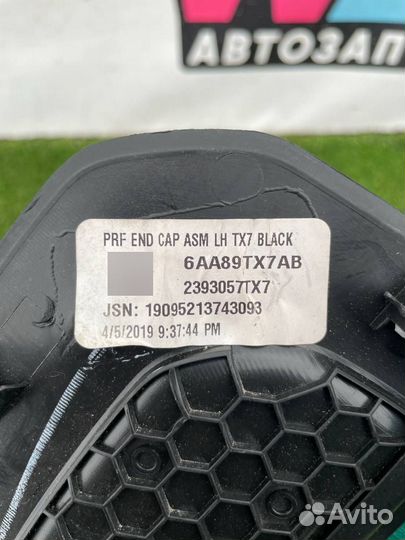 АВТОЗАП
PRF END CAP ASM LH TX7 BLACK
6AA89TX7AB
2393057TX7
JSN: 19095213743093
4/5/2019 9:37:44 PM
Avito